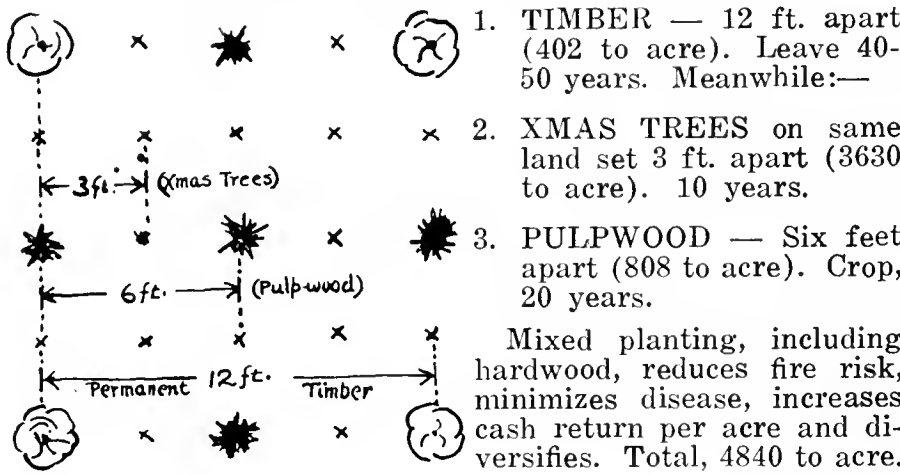 1. TIMBER — 12 ft. apart
(402 to acre). Leave 40-
50 years. Meanwhile:—
2. XMAS TREES on same
land set 3 ft. apart (3630
to acre). 10 years.
3. PULPWOOD — Six feet
apart (808 to acre). Crop,
20 years.
Mixed planting, including
hardwood, reduces fire risk,
minimizes disease, increases
cash return per acre and di-
versifies. Total, 4840 to acre.
3ft. (Xmas Trees)
6ft. (Pulp-wood)
Permanent 12ft. Timber